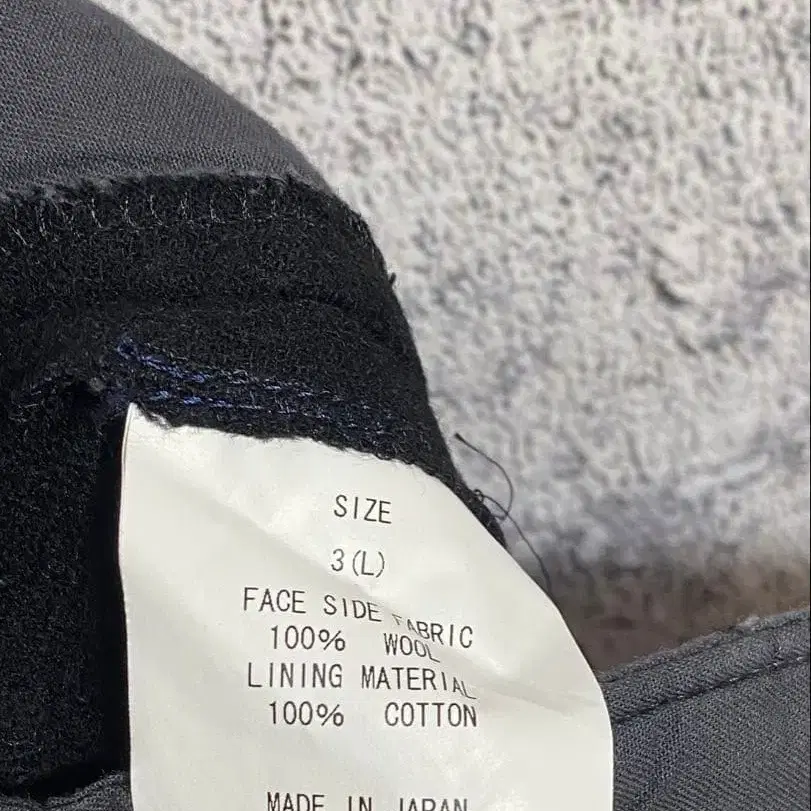 SIZE
3(L)
FACE SIDE FABRIC
100% WOOL
LINING MATERIAL
100% COTTON
MADE IN JAPAN